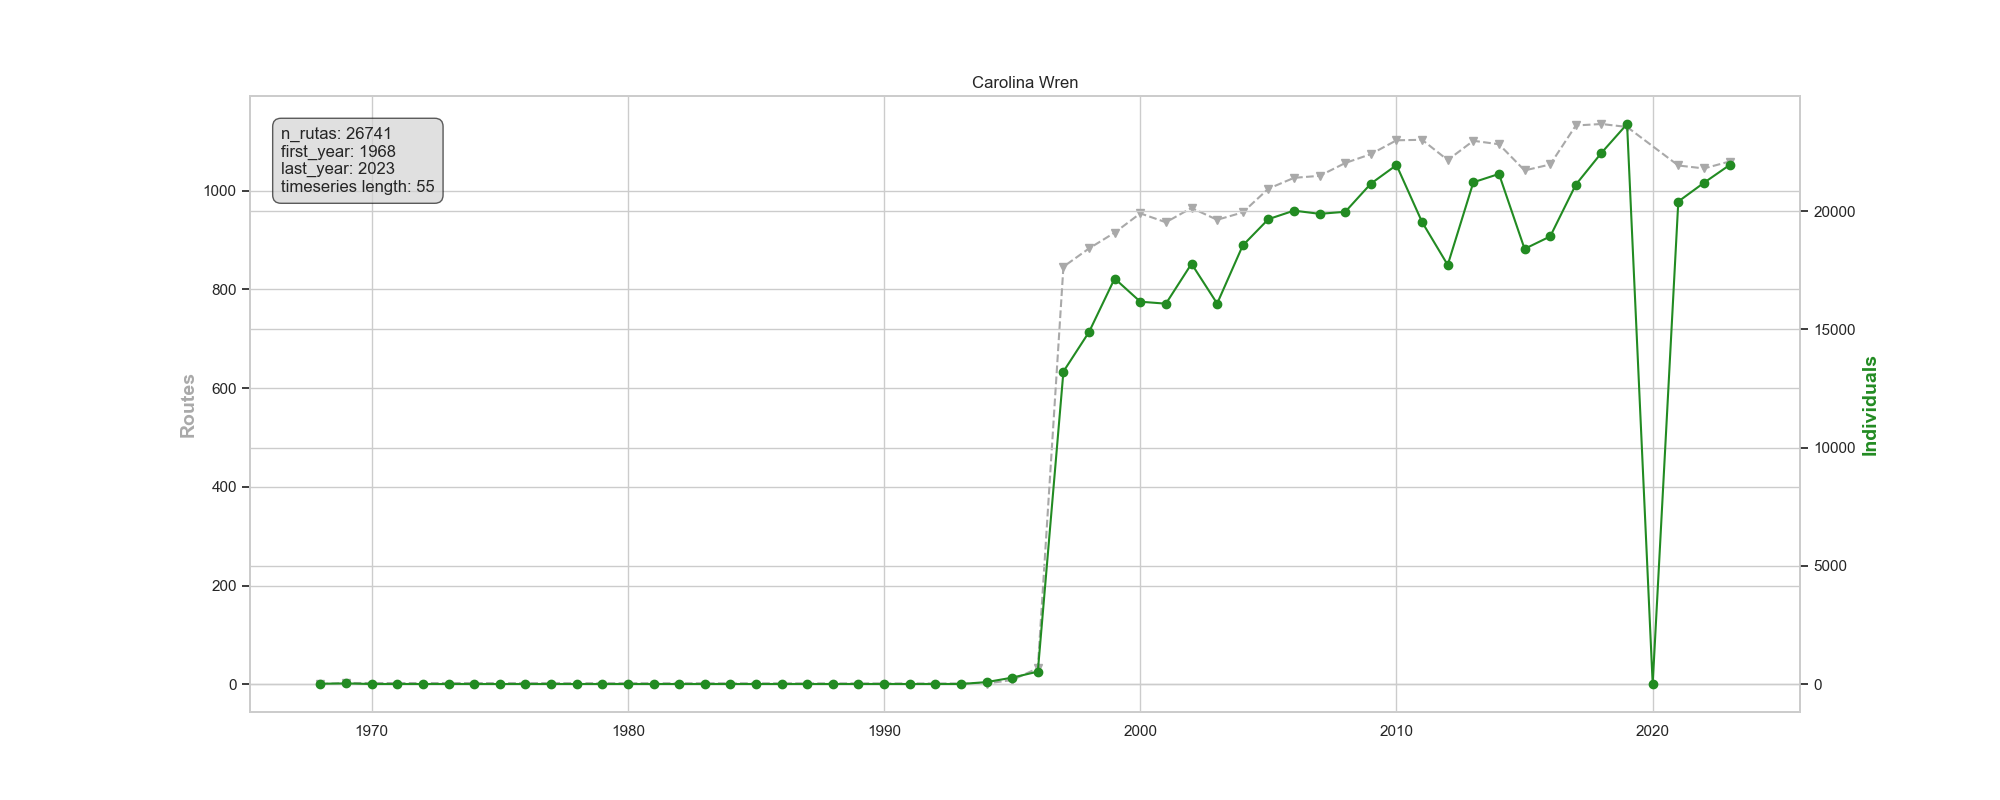 Carolina Wren
n_rutas: 26741
first_year: 1968
last_year: 2023
timeseries length: 55
1000
800
600
400
200
0
Routes
20000
15000
10000
5000
0
Individuals
1970
1980
1990
2000
2010
2020